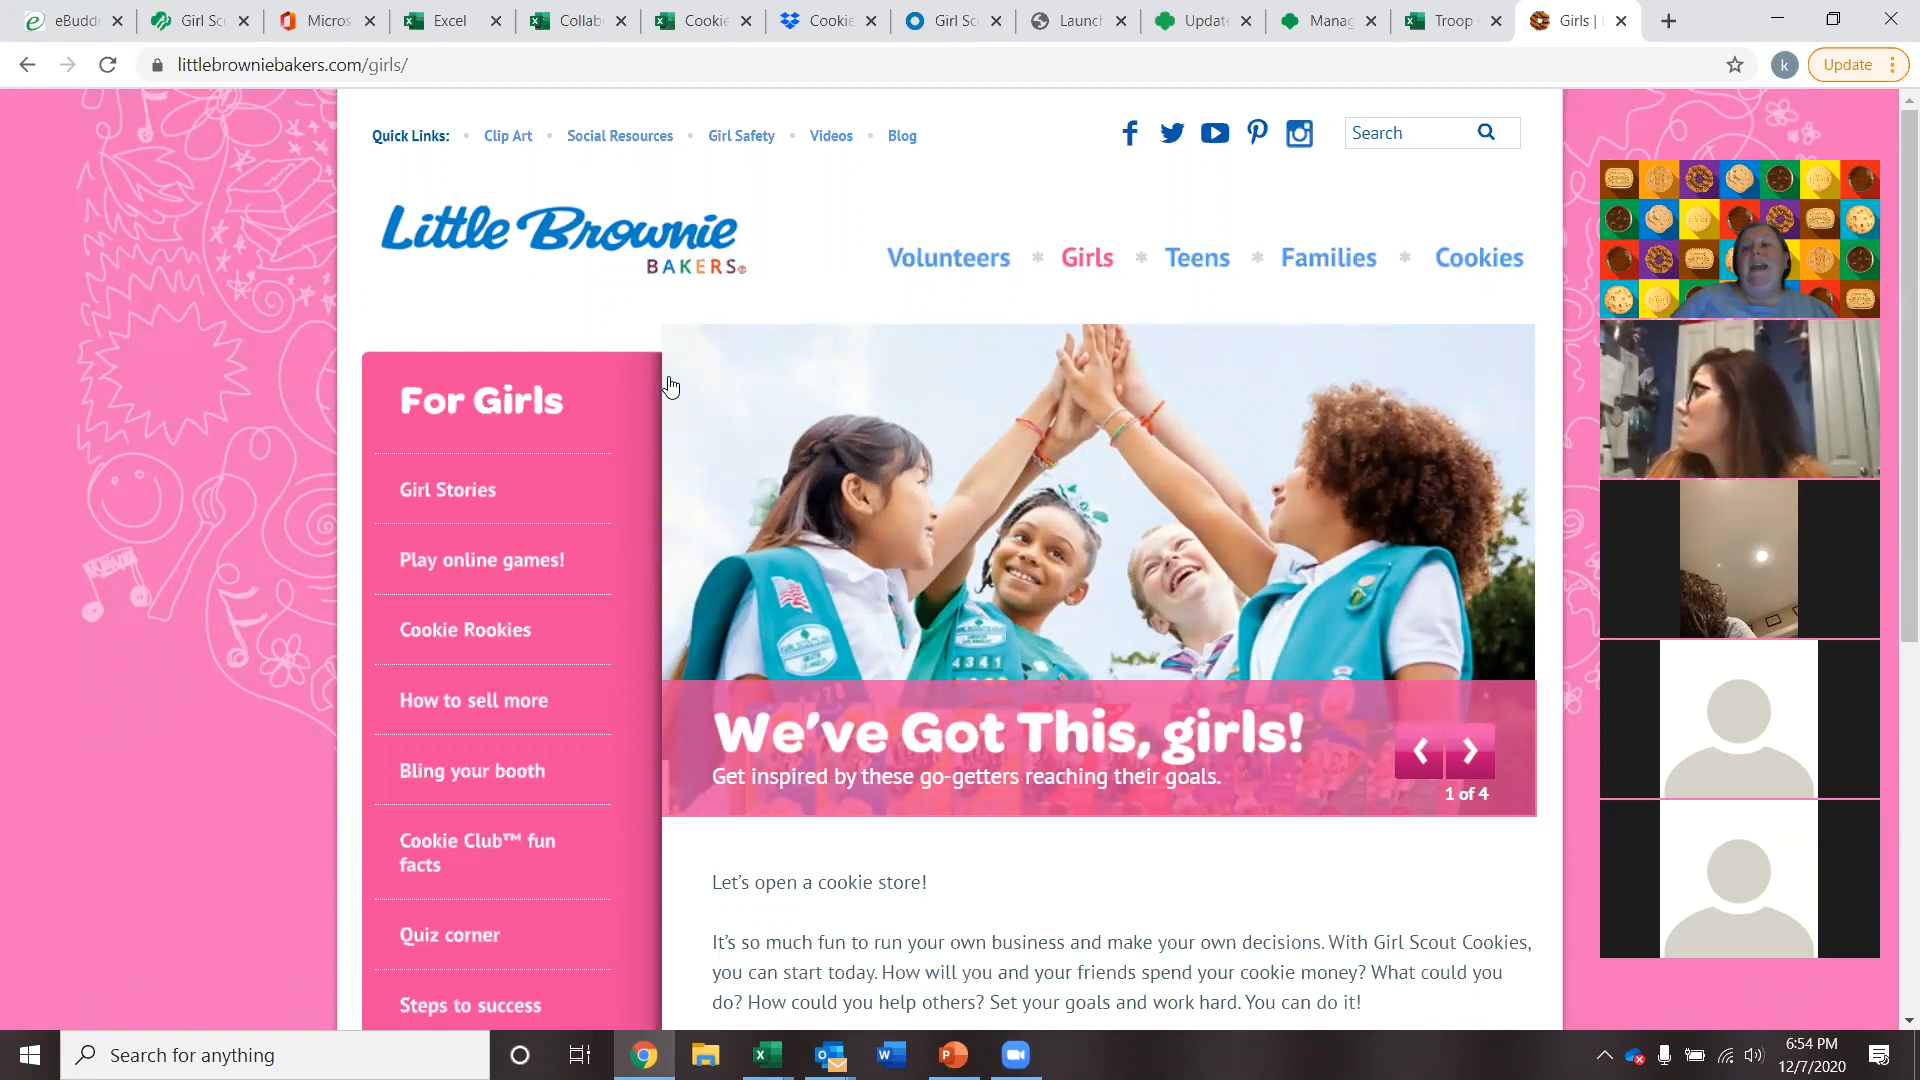 eBudd
Girl Sc
Micros
Excel
Collab
Cookie
Cookie
Girl Sc
Launc
Update
Manag
Troop
Girls |
littlebrowniebakers.com/girls/
k
Update
Quick Links:
Clip Art
Social Resources
Girl Safety
Videos
Blog
Search
Little Brownie
BAKERS
Volunteers
Girls
Teens
Families
Cookies
For Girls
Girl Stories
Play online games!
Cookie Rookies
How to sell more
Bling your booth
Cookie Club™ fun
facts
Quiz corner
Steps to success
4341
We've Got This, girls!
Get inspired by these go-getters reaching their goals.
1 of 4
Let's open a cookie store!
It's so much fun to run your own business and make your own decisions. With Girl Scout Cookies,
you can start today. How will you and your friends spend your cookie money? What could you
do? How could you help others? Set your goals and work hard. You can do it!
Search for anything
6:54 PM
12/7/2020